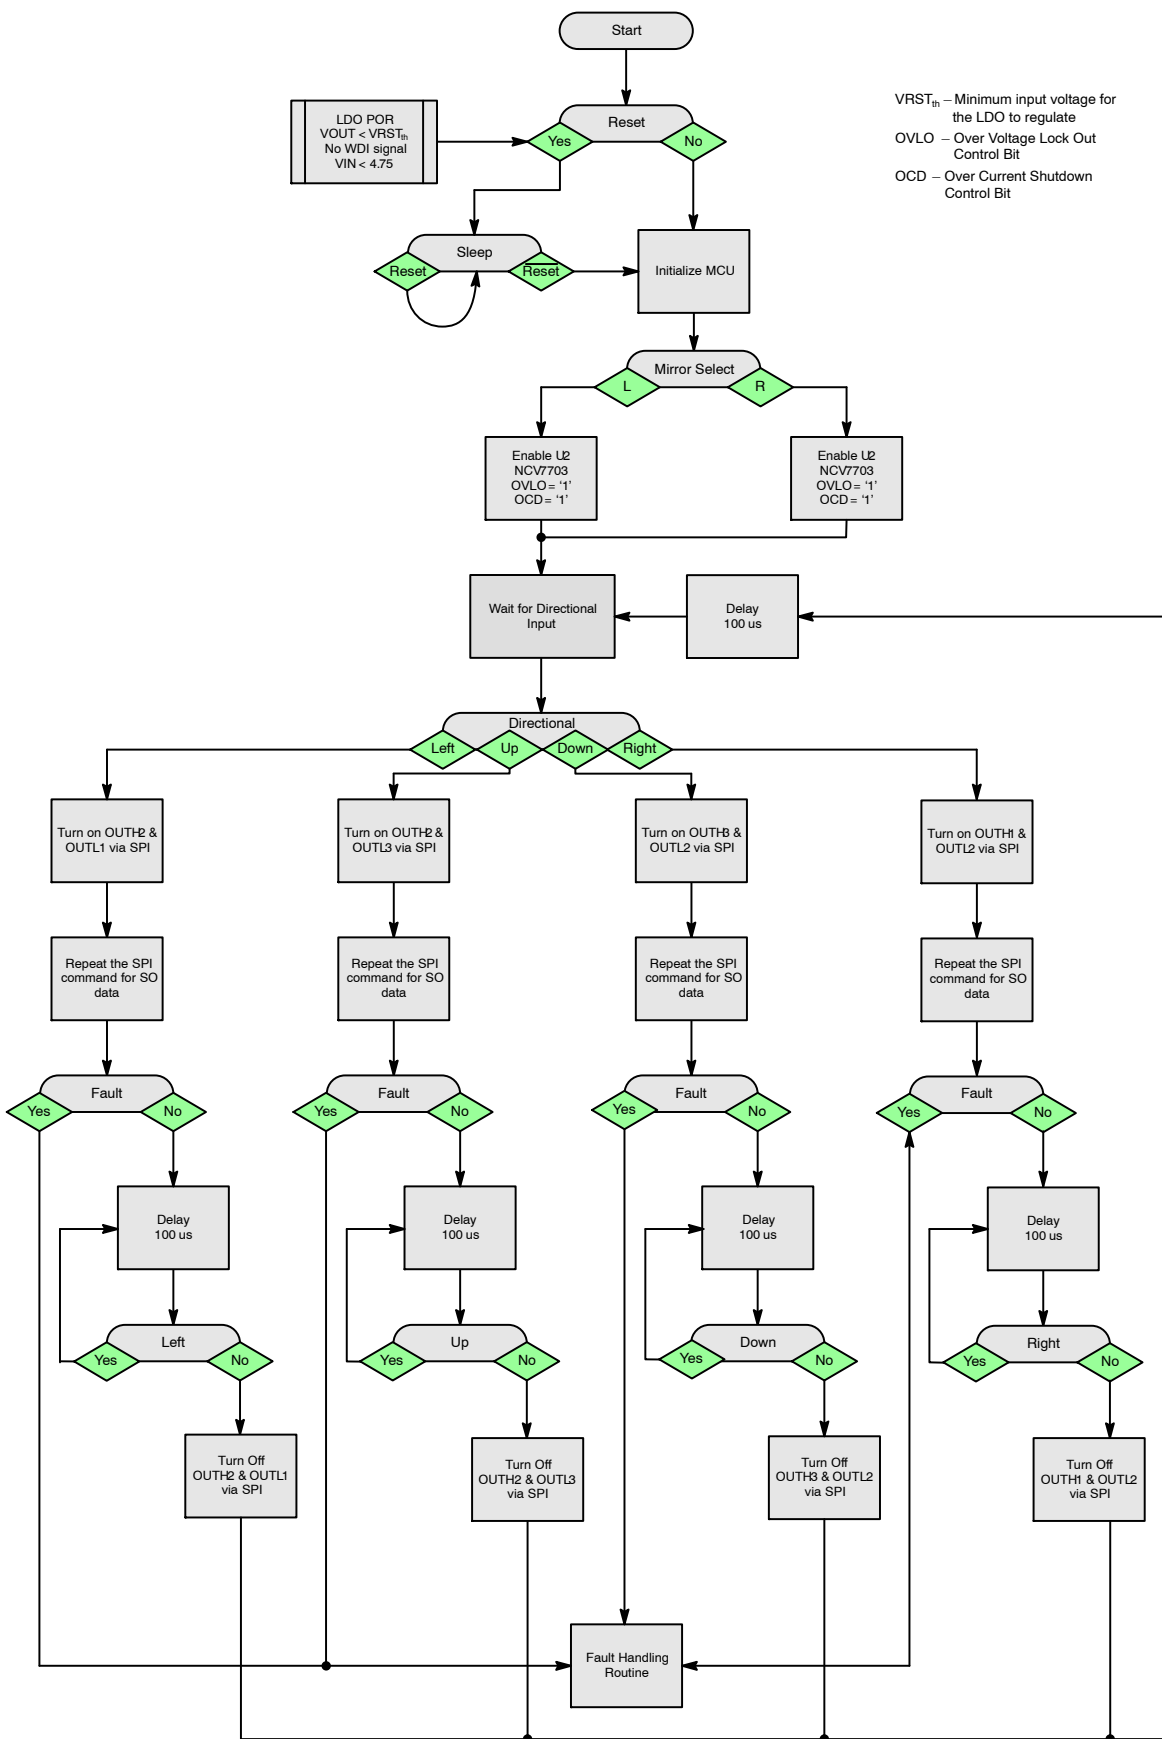 Start
VRSTth – Minimum input voltage for
the LDO to regulate
OVLO – Over Voltage Lock Out
Control Bit
OCD – Over Current Shutdown
Control Bit
LDO POR
VOUT < VRSTth
No WDI signal
VIN < 4.75
Reset
Yes
No
Sleep
Reset
Reset
Initialize MCU
Mirror Select
L
R
Enable U2
NCV7703
OVLO = ‘1’
OCD = ‘1’
Enable U2
NCV7703
OVLO = ‘1’
OCD = ‘1’
Wait for Directional
Input
Delay
100 us
Directional
Left
Up
Down
Right
Turn on OUTH2 &
OUTL1 via SPI
Turn on OUTH2 &
OUTL3 via SPI
Turn on OUTH3 &
OUTL2 via SPI
Turn on OUTH1 &
OUTL2 via SPI
Repeat the SPI
command for SO
data
Repeat the SPI
command for SO
data
Repeat the SPI
command for SO
data
Repeat the SPI
command for SO
data
Fault
Yes
No
Fault
Yes
No
Fault
Yes
No
Fault
Yes
No
Delay
100 us
Delay
100 us
Delay
100 us
Delay
100 us
Left
Yes
No
Up
Yes
No
Down
Yes
No
Right
Yes
No
Turn Off
OUTH2 & OUTL1
via SPI
Turn Off
OUTH2 & OUTL3
via SPI
Turn Off
OUTH3 & OUTL2
via SPI
Turn Off
OUTH1 & OUTL2
via SPI
Fault Handling
Routine